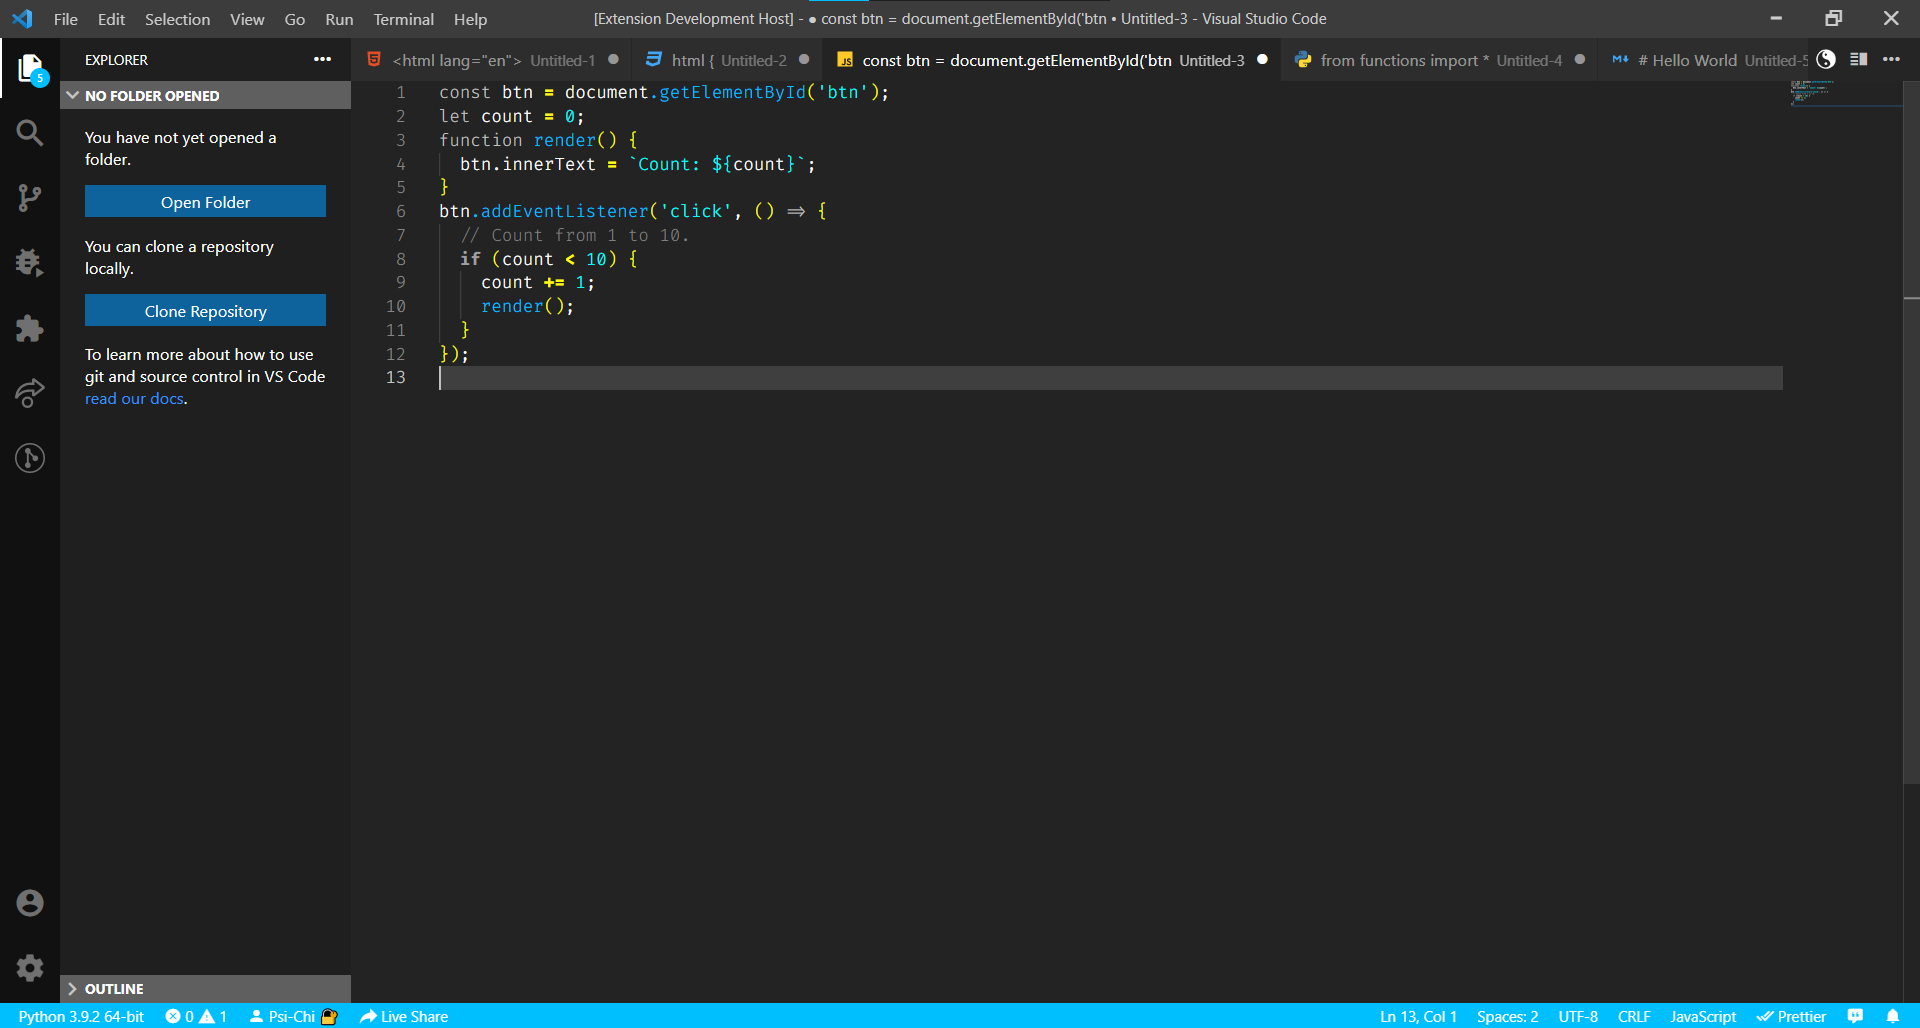 File Edit Selection View Go Run Terminal Help
[Extension Development Host] - ● const btn = document.getElementById('btn • Untitled-3 - Visual Studio Code
EXPLORER
<html lang="en"> Untitled-1
html { Untitled-2
JS const btn = document.getElementById('btn Untitled-3
from functions import * Untitled-4
# Hello World Untitled-5
5
NO FOLDER OPENED
You have not yet opened a
folder.
Open Folder
You can clone a repository
locally.
Clone Repository
To learn more about how to use
git and source control in VS Code
read our docs.
OUTLINE
1 const btn = document.getElementById('btn');
2 let count = 0;
3 function render() {
4   btn.innerText = `Count: ${count}`;
5 }
6 btn.addEventListener('click', () => {
7   // Count from 1 to 10.
8   if (count < 10) {
9     count += 1;
10     render();
11   }
12 });
13
Python 3.9.2 64-bit 0 1 Psi-Chi Live Share
Ln 13, Col 1 Spaces: 2 UTF-8 CRLF JavaScript Prettier